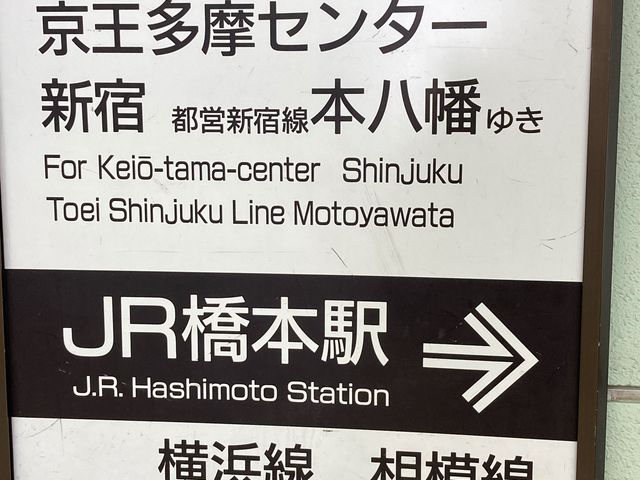 京王多摩センター
新宿 都営新宿線本八幡ゆき
For Keiō-tama-center Shinjuku
Toei Shinjuku Line Motoyawata
JR橋本駅
J.R. Hashimoto Station
横浜線 相模線